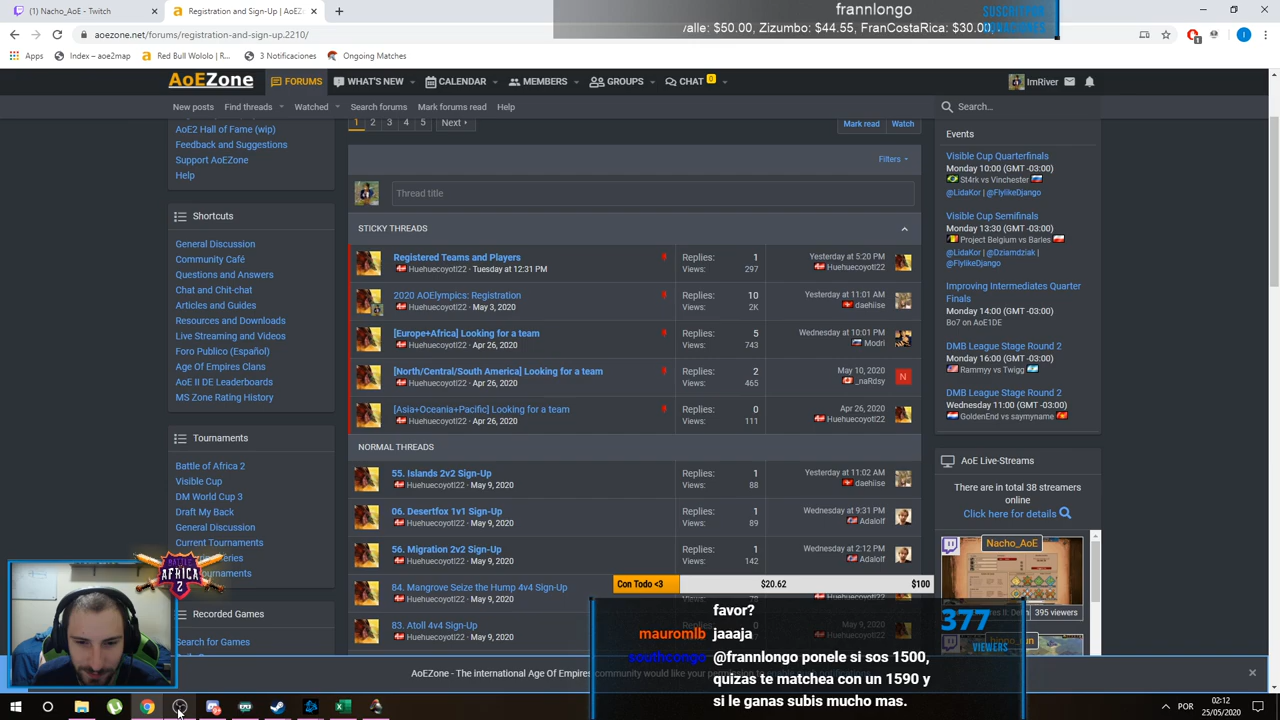 Nacho_AoE - Twitch
Registration and Sign-Up | AoEZ
frannlongo
aoezone.net/forums/registration-and-sign-up.2210/
valle: $50.00, Zizumbo: $44.55, FranCostaRica: $30.00,
Apps
Index – aoe2map
Red Bull Wololo | R...
Conexiones NAC
Ongoing Matches
AoEZone
FORUMS
WHAT'S NEW
CALENDAR
MEMBERS
GROUPS
CHAT 0
ImRiver
New posts
Find threads
Watched
Search forums
Mark forums read
Help
Search...
AoE2 Hall of Fame (wip)
Feedback and Suggestions
Support AoEZone
Help
Shortcuts
General Discussion
Community Café
Questions and Answers
Chat and Chit-chat
Articles and Guides
Resources and Downloads
Live Streaming and Videos
Foro Publico (Español)
Age Of Empires Clans
AoE II DE Leaderboards
MS Zone Rating History
Tournaments
Battle of Africa 2
Visible Cup
DM World Cup 3
Draft My Back
General Discussion
Current Tournaments
Recorded Games
Search for Games
1 2 3 4 5 Next
Mark read
Watch
Filters
Thread title
STICKY THREADS
Registered Teams and Players
Huehuecoyotl22 · Tuesday at 12:31 PM
Replies: 1
Views: 297
Yesterday at 5:20 PM
Huehuecoyotl22
2020 AOElympics: Registration
Huehuecoyotl22 · May 3, 2020
Replies: 10
Views: 2K
Yesterday at 11:01 AM
daehiise
[Europe+Africa] Looking for a team
Huehuecoyotl22 · Apr 26, 2020
Replies: 5
Views: 743
Wednesday at 10:01 PM
Modri
[North/Central/South America] Looking for a team
Huehuecoyotl22 · Apr 26, 2020
Replies: 2
Views: 465
May 10, 2020
_naRdsy
N
[Asia+Oceania+Pacific] Looking for a team
Huehuecoyotl22 · Apr 26, 2020
Replies: 0
Views: 111
Apr 26, 2020
Huehuecoyotl22
NORMAL THREADS
55. Islands 2v2 Sign-Up
Huehuecoyotl22 · May 9, 2020
Replies: 1
Views: 88
Yesterday at 11:02 AM
daehiise
06. Desertfox 1v1 Sign-Up
Huehuecoyotl22 · May 9, 2020
Replies: 1
Views: 89
Wednesday at 9:31 PM
Adalolf
56. Migration 2v2 Sign-Up
Huehuecoyotl22 · May 9, 2020
Replies: 1
Views: 142
Wednesday at 2:12 PM
Adalolf
84. Mangrove Seize the Hump 4v4 Sign-Up
Huehuecoyotl22 · May 9, 2020
83. Atoll 4v4 Sign-Up
Huehuecoyotl22 · May 9, 2020
Events
Visible Cup Quarterfinals
Monday 10:00 (GMT -03:00)
St4rk vs Vinchester
@LidaKor | @FlylikeDjango
Visible Cup Semifinals
Monday 13:30 (GMT -03:00)
Project Belgium vs Barles
@LidaKor | @Dziamdziak |
@FlylikeDjango
Improving Intermediates Quarter
Finals
Monday 14:00 (GMT -03:00)
Bo7 on AoE1DE
DMB League Stage Round 2
Monday 16:00 (GMT -03:00)
Rammyy vs Twigg
DMB League Stage Round 2
Wednesday 11:00 (GMT -03:00)
GoldenEnd vs saymyname
AoE Live-Streams
There are in total 38 streamers
online
Click here for details
Nacho_AoE
395 viewers
AFRICA
2
Con Todo <3
$20.62
$100
favor?
mauromlb jaaaja
southcongo @frannlongo ponele si sos 1500,
quizas te matchea con un 1590 y
si le ganas subis mucho mas.
377
VIEWERS
AoEZone - The international Age Of Empires community would like your permission to
POR
02:12
25/05/2020